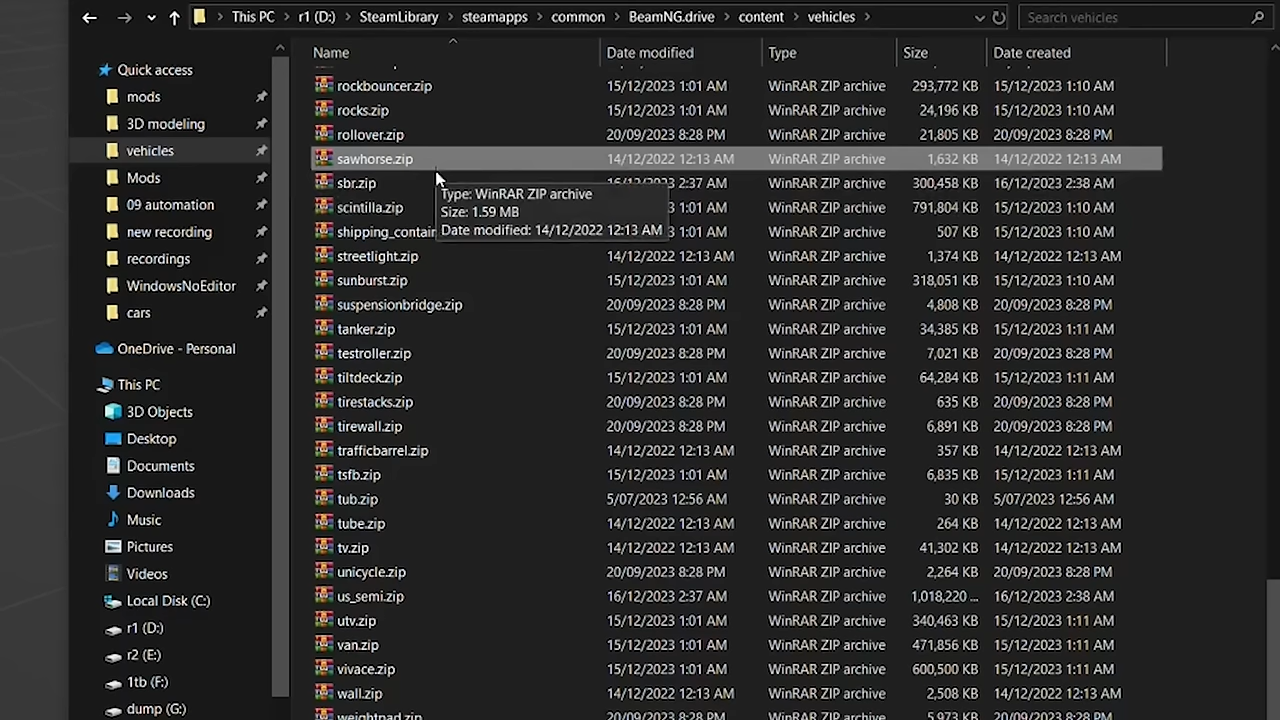 This PC > r1 (D:) > SteamLibrary > steamapps > common > BeamNG.drive > content > vehicles >
Search vehicles
Name Date modified Type Size Date created
rockbouncer.zip 15/12/2023 1:01 AM WinRAR ZIP archive 293,772 KB 15/12/2023 1:10 AM
rocks.zip 15/12/2023 1:01 AM WinRAR ZIP archive 24,196 KB 15/12/2023 1:10 AM
rollover.zip 20/09/2023 8:28 PM WinRAR ZIP archive 21,805 KB 20/09/2023 8:28 PM
sawhorse.zip 14/12/2022 12:13 AM WinRAR ZIP archive 1,632 KB 14/12/2022 12:13 AM
sbr.zip 16/12/2023 2:37 AM WinRAR ZIP archive 300,458 KB 16/12/2023 2:38 AM
scintilla.zip 15/12/2023 1:01 AM WinRAR ZIP archive 791,804 KB 15/12/2023 1:10 AM
shipping_contain 15/12/2023 1:01 AM WinRAR ZIP archive 507 KB 15/12/2023 1:10 AM
streetlight.zip 14/12/2022 12:13 AM WinRAR ZIP archive 1,374 KB 14/12/2022 12:13 AM
sunburst.zip 15/12/2023 1:01 AM WinRAR ZIP archive 318,051 KB 15/12/2023 1:10 AM
suspensionbridge.zip 20/09/2023 8:28 PM WinRAR ZIP archive 4,808 KB 20/09/2023 8:28 PM
tanker.zip 15/12/2023 1:01 AM WinRAR ZIP archive 34,385 KB 15/12/2023 1:11 AM
testroller.zip 20/09/2023 8:28 PM WinRAR ZIP archive 7,021 KB 20/09/2023 8:28 PM
tiltdeck.zip 15/12/2023 1:01 AM WinRAR ZIP archive 64,284 KB 15/12/2023 1:11 AM
tirestacks.zip 20/09/2023 8:28 PM WinRAR ZIP archive 635 KB 20/09/2023 8:28 PM
tirewall.zip 20/09/2023 8:28 PM WinRAR ZIP archive 6,891 KB 20/09/2023 8:28 PM
trafficbarrel.zip 14/12/2022 12:13 AM WinRAR ZIP archive 357 KB 14/12/2022 12:13 AM
tsfb.zip 15/12/2023 1:01 AM WinRAR ZIP archive 6,835 KB 15/12/2023 1:11 AM
tub.zip 5/07/2023 12:56 AM WinRAR ZIP archive 30 KB 5/07/2023 12:56 AM
tube.zip 14/12/2022 12:13 AM WinRAR ZIP archive 264 KB 14/12/2022 12:13 AM
tv.zip 14/12/2022 12:13 AM WinRAR ZIP archive 41,302 KB 14/12/2022 12:13 AM
unicycle.zip 20/09/2023 8:28 PM WinRAR ZIP archive 2,264 KB 20/09/2023 8:28 PM
us_semi.zip 16/12/2023 2:37 AM WinRAR ZIP archive 1,018,220 ... 16/12/2023 2:38 AM
utv.zip 15/12/2023 1:01 AM WinRAR ZIP archive 340,463 KB 15/12/2023 1:11 AM
van.zip 15/12/2023 1:01 AM WinRAR ZIP archive 471,856 KB 15/12/2023 1:11 AM
vivace.zip 15/12/2023 1:01 AM WinRAR ZIP archive 600,500 KB 15/12/2023 1:11 AM
wall.zip 14/12/2022 12:13 AM WinRAR ZIP archive 2,508 KB 14/12/2022 12:13 AM
weightpad.zip 20/09/2023 8:28 PM WinRAR ZIP archive 5,973 KB 20/09/2023 8:28 PM
Type: WinRAR ZIP archive
Size: 1.59 MB
Date modified: 14/12/2022 12:13 AM
Quick access
mods
3D modeling
vehicles
Mods
09 automation
new recording
recordings
WindowsNoEditor
cars
OneDrive - Personal
This PC
3D Objects
Desktop
Documents
Downloads
Music
Pictures
Videos
Local Disk (C:)
r1 (D:)
r2 (E:)
1tb (F:)
dump (G:)